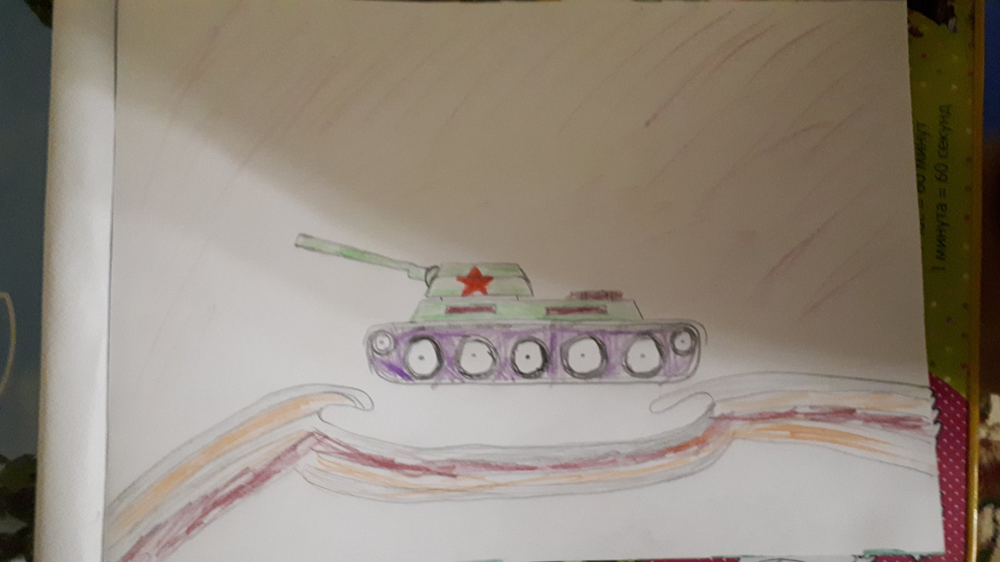 = 60 минут
1 минута = 60 секунд